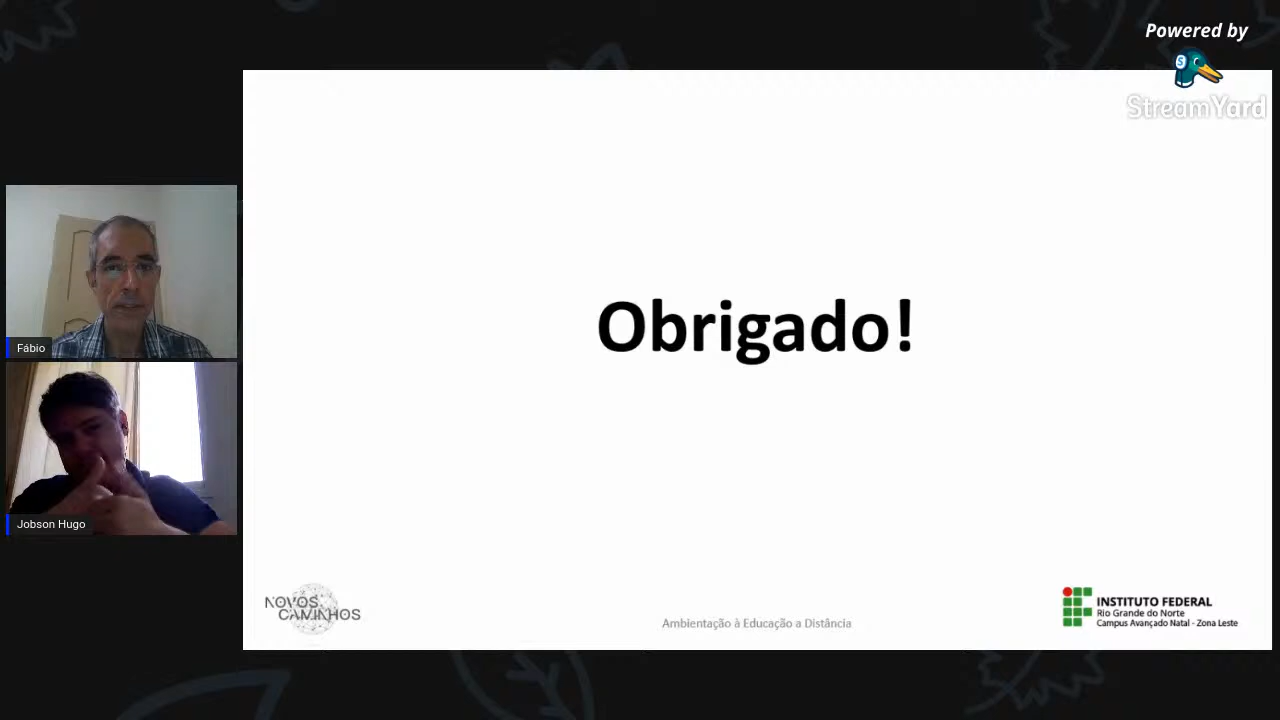 Powered by
StreamYard
Fábio
Jobson Hugo
Obrigado!
NOVOS
CAMINHOS
Ambientação à Educação a Distância
INSTITUTO FEDERAL
Rio Grande do Norte
Campus Avançado Natal - Zona Leste